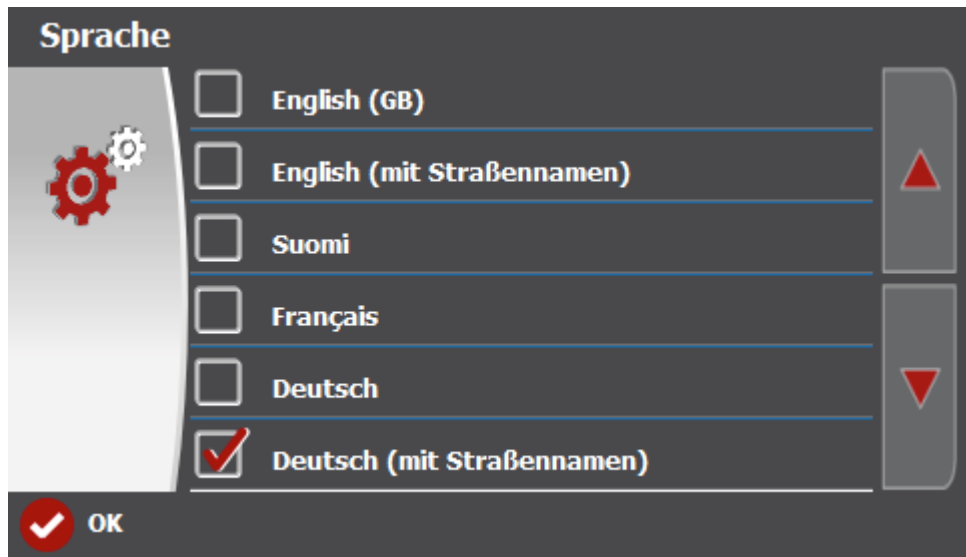 Sprache
English (GB)
English (mit Straßennamen)
Suomi
Français
Deutsch
Deutsch (mit Straßennamen)
OK